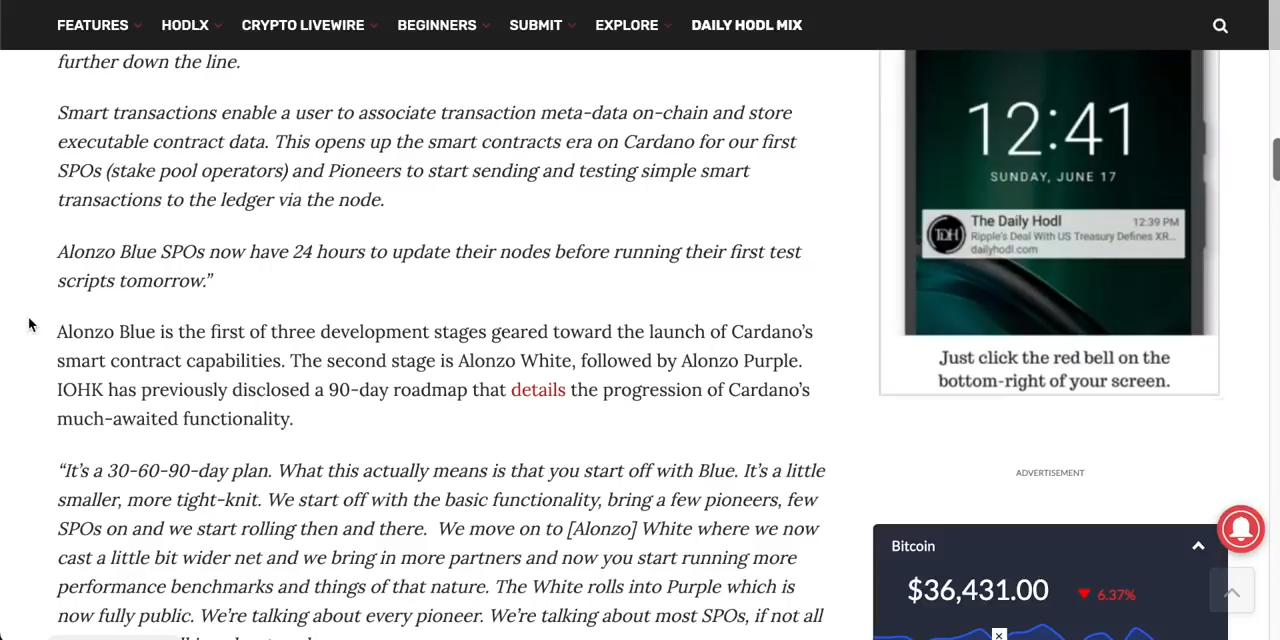 FEATURES HODLX CRYPTO LIVEWIRE BEGINNERS SUBMIT EXPLORE DAILY HODL MIX
further down the line.
Smart transactions enable a user to associate transaction meta-data on-chain and store
executable contract data. This opens up the smart contracts era on Cardano for our first
SPOs (stake pool operators) and Pioneers to start sending and testing simple smart
transactions to the ledger via the node.
Alonzo Blue SPOs now have 24 hours to update their nodes before running their first test
scripts tomorrow.”
Alonzo Blue is the first of three development stages geared toward the launch of Cardano’s
smart contract capabilities. The second stage is Alonzo White, followed by Alonzo Purple.
IOHK has previously disclosed a 90-day roadmap that details the progression of Cardano’s
much-awaited functionality.
“It’s a 30-60-90-day plan. What this actually means is that you start off with Blue. It’s a little
smaller, more tight-knit. We start off with the basic functionality, bring a few pioneers, few
SPOs on and we start rolling then and there. We move on to [Alonzo] White where we now
cast a little bit wider net and we bring in more partners and now you start running more
performance benchmarks and things of that nature. The White rolls into Purple which is
now fully public. We’re talking about every pioneer. We’re talking about most SPOs, if not all
12:41
SUNDAY, JUNE 17
TDH
The Daily Hodl 12:39 PM
Ripple's Deal With US Treasury Defines XR...
dailyhodl.com
Just click the red bell on the
bottom-right of your screen.
ADVERTISEMENT
Bitcoin
$36,431.00 6.37%